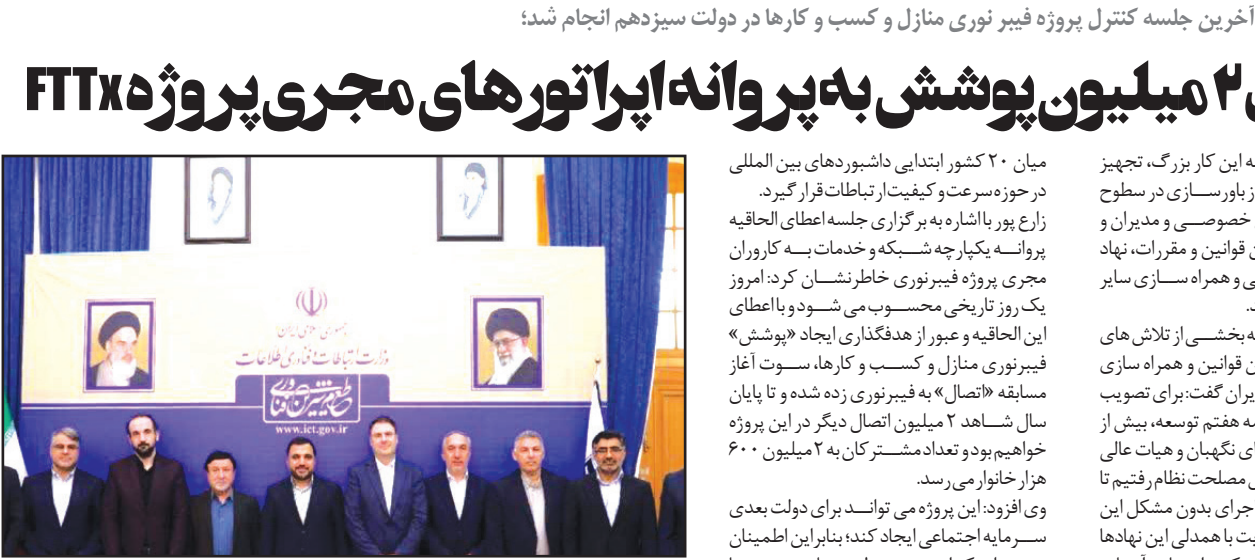 آخرین جلسه کنترل پروژه فیبر نوری منازل و کسب و کارها در دولت سیزدهم انجام شد؛
۲ میلیون پوشش به پروانه اپراتورهای مجری پروژه FTTx
این کار بزرگ، تجهیز
باورسازی در سطوح
خصوصی و مدیران و
قوانین و مقررات، نهاد
و همراه سازی سایر
بخشی از تلاش های
قوانین و همراه سازی
گفت: برای تصویب
هفتم توسعه، بیش از
نگهبان و هیات عالی
مصلحت نظام رفتیم تا
اجرای بدون مشکل این
با همدلی این نهادها
میان ۲۰ کشور ابتدایی داشبوردهای بین المللی
در حوزه سرعت و کیفیت ارتباطات قرار گیرد.
زارع پور با اشاره به برگزاری جلسه اعطای الحاقیه
پروانه یکپارچه شبکه و خدمات به کاروران
مجری پروژه فیبرنوری خاطرنشان کرد: امروز
یک روز تاریخی محسوب می شود و با اعطای
این الحاقیه و عبور از هدفگذاری ایجاد «پوشش»
فیبرنوری منازل و کسب و کارها، سوت آغاز
مسابقه «اتصال» به فیبرنوری زده شده و تا پایان
سال شاهد ۲ میلیون اتصال دیگر در این پروژه
خواهیم بود و تعداد مشترکان به ۲ میلیون ۶۰۰
هزار خانوار می رسد.
وی افزود: این پروژه می تواند برای دولت بعدی
سرمایه اجتماعی ایجاد کند؛ بنابراین اطمینان
جمهوری اسلامی ایران
وزارت ارتباطات و فناوری اطلاعات
طعم شیرین فناوری
www.ict.gov.ir